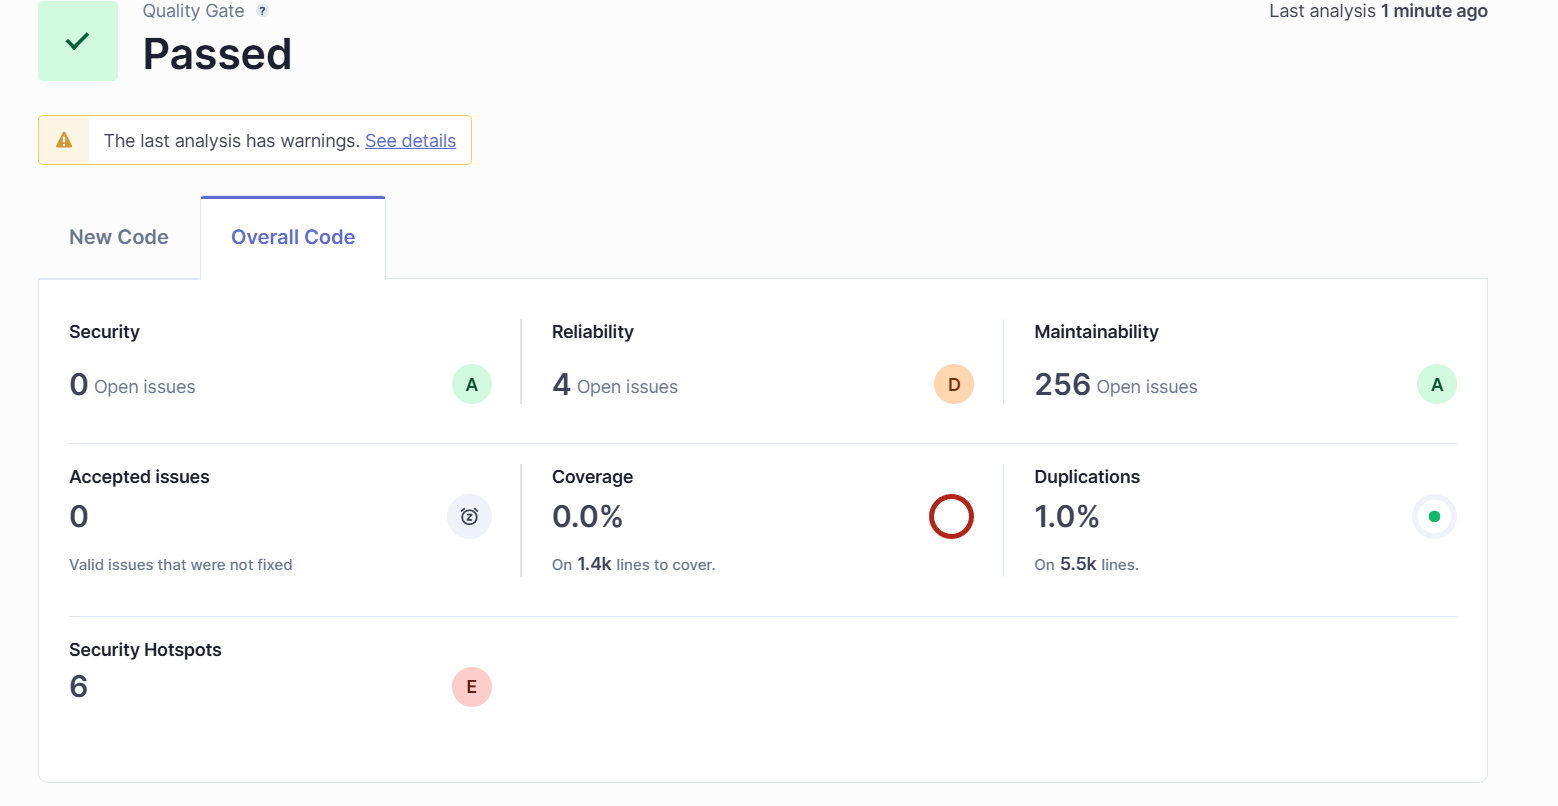 Quality Gate ?
Last analysis 1 minute ago
Passed
The last analysis has warnings. See details
New Code
Overall Code
Security
0 Open issues
A
Reliability
4 Open issues
D
Maintainability
256 Open issues
A
Accepted issues
0
Valid issues that were not fixed
Coverage
0.0%
On 1.4k lines to cover.
Duplications
1.0%
On 5.5k lines.
Security Hotspots
6
E